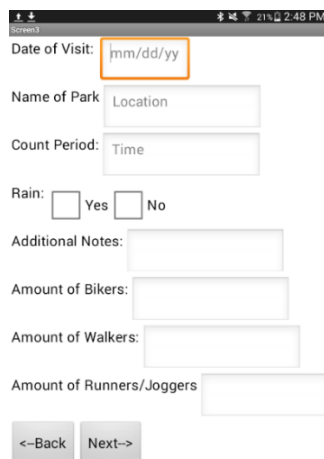 21% 2:48 PM
Screen3
Date of Visit: mm/dd/yy
Name of Park Location
Count Period: Time
Rain: Yes No
Additional Notes:
Amount of Bikers:
Amount of Walkers:
Amount of Runners/Joggers
<--Back Next-->